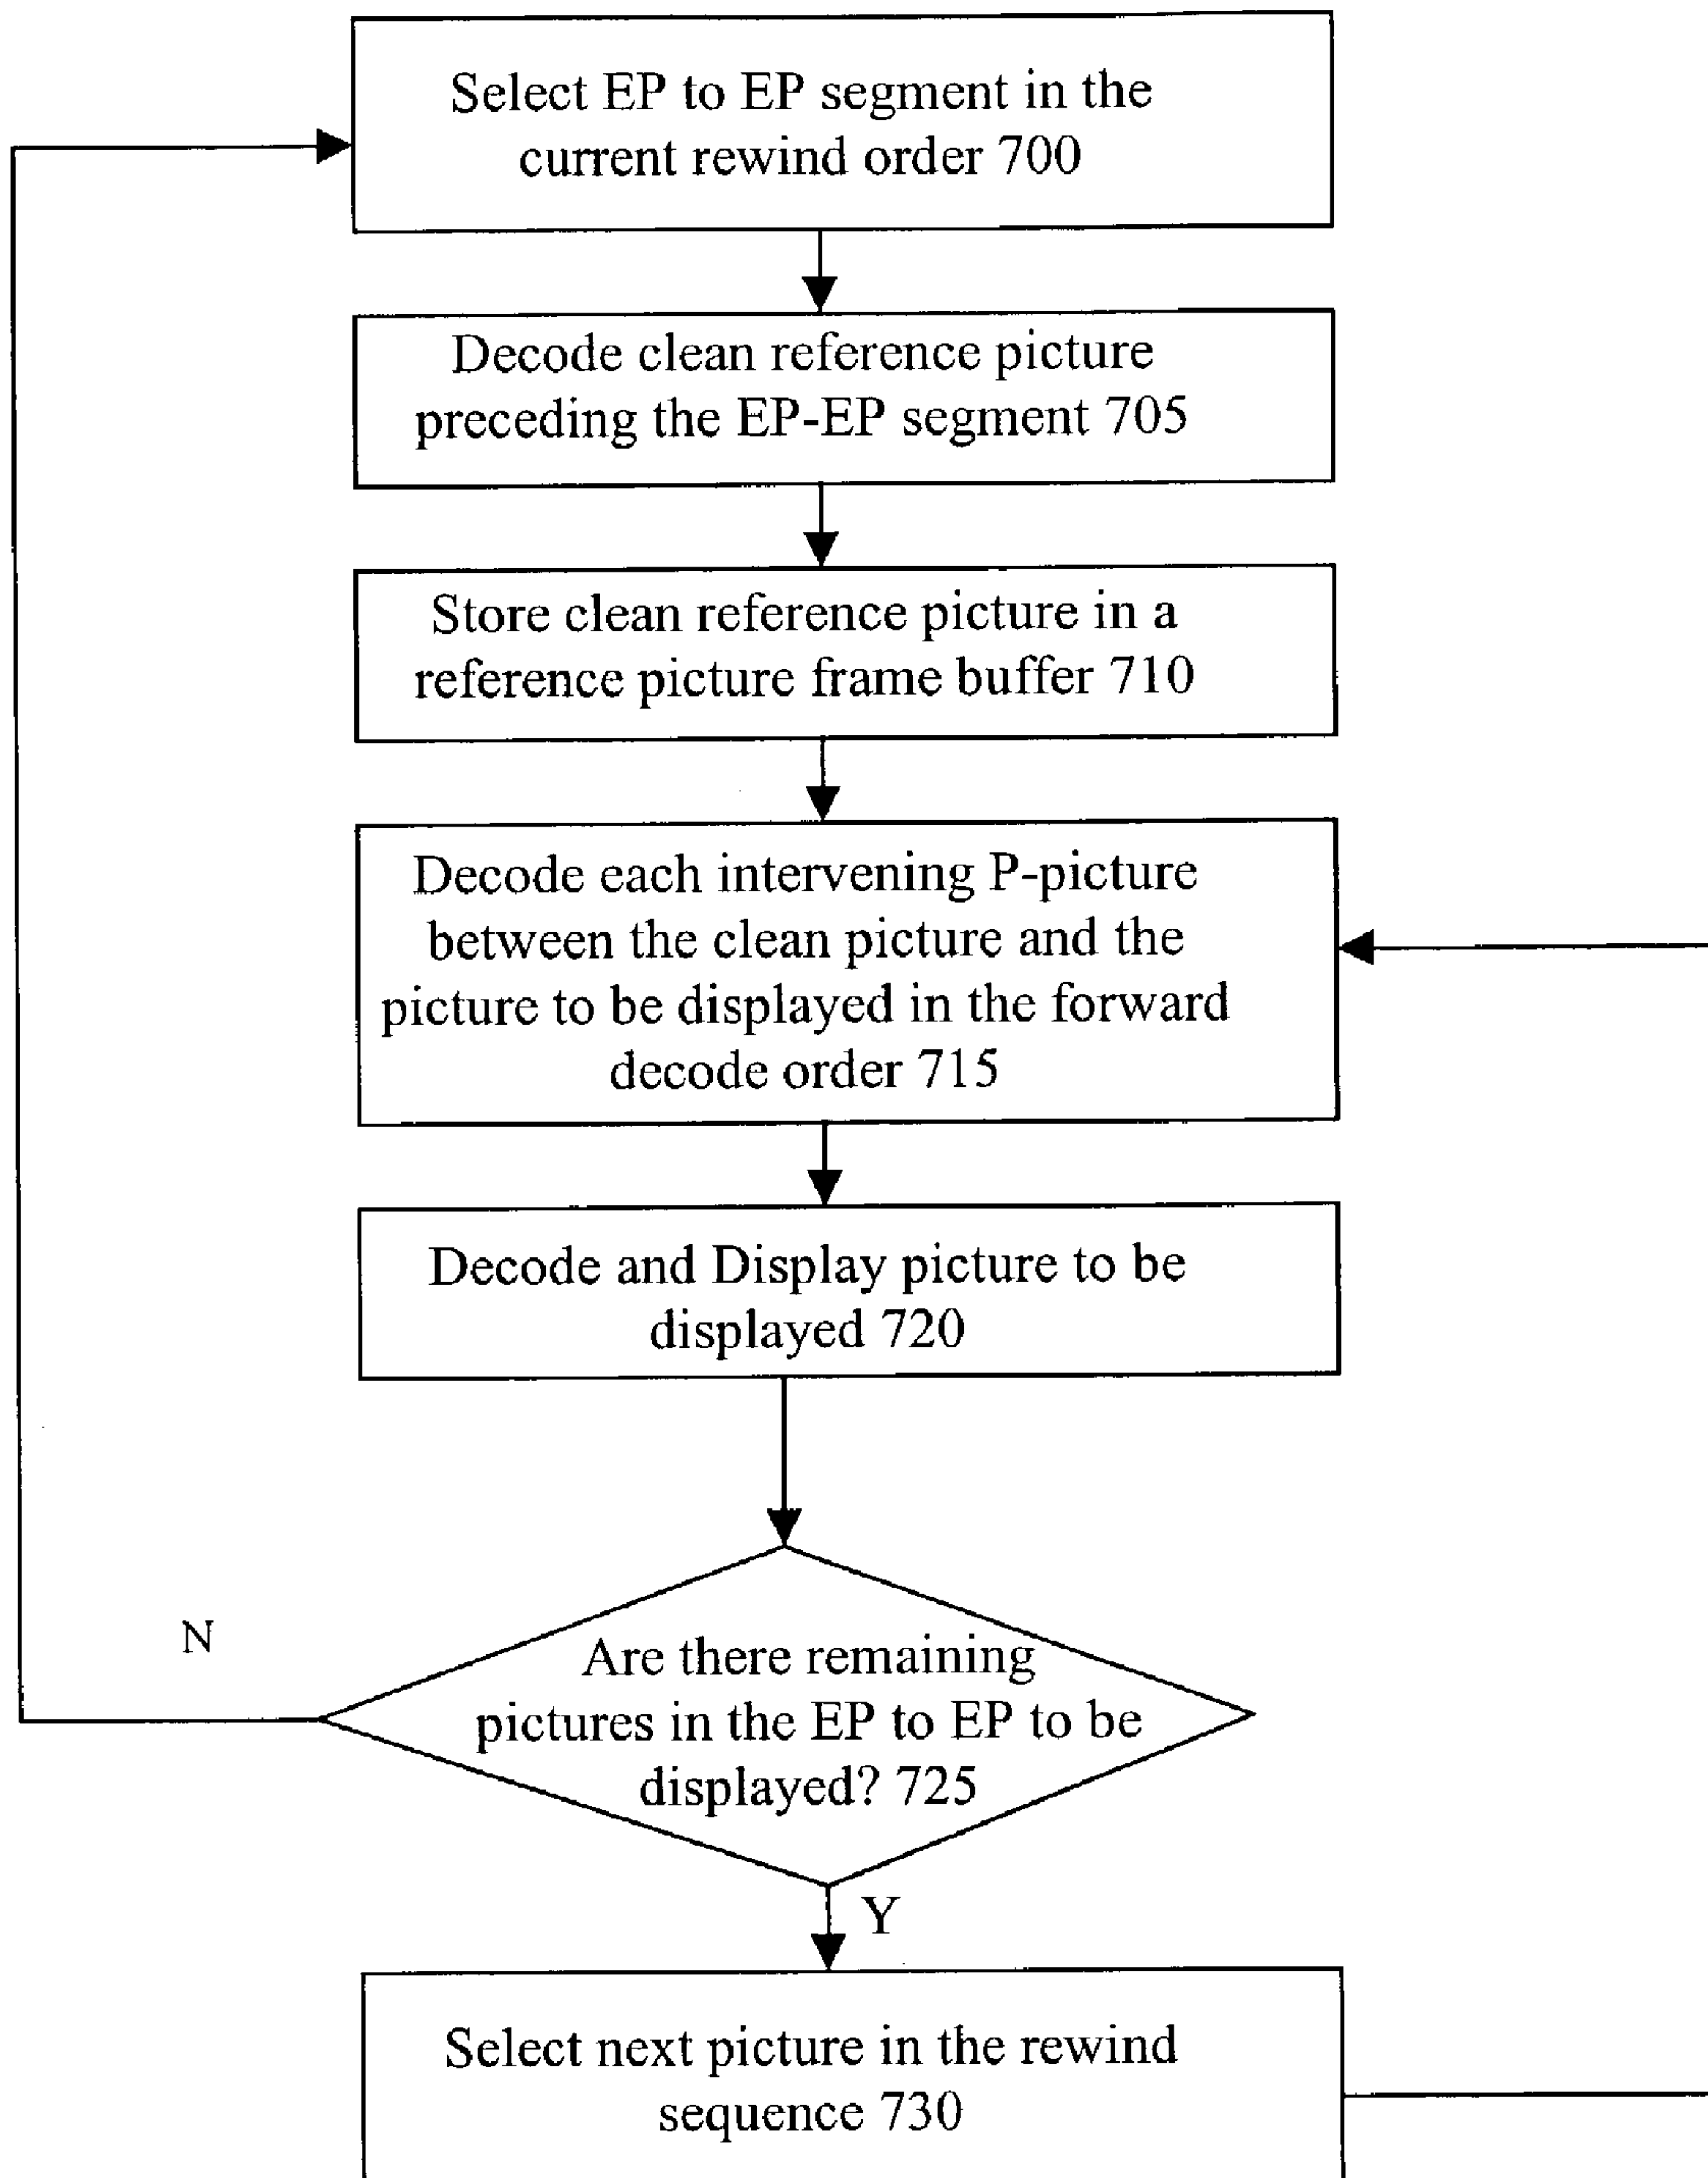 Select EP to EP segment in the
current rewind order 700
Decode clean reference picture
preceding the EP-EP segment 705
Store clean reference picture in a
reference picture frame buffer 710
Decode each intervening P-picture
between the clean picture and the
picture to be displayed in the forward
decode order 715
Decode and Display picture to be
displayed 720
N
Are there remaining
pictures in the EP to EP to be
displayed? 725
Y
Select next picture in the rewind
sequence 730